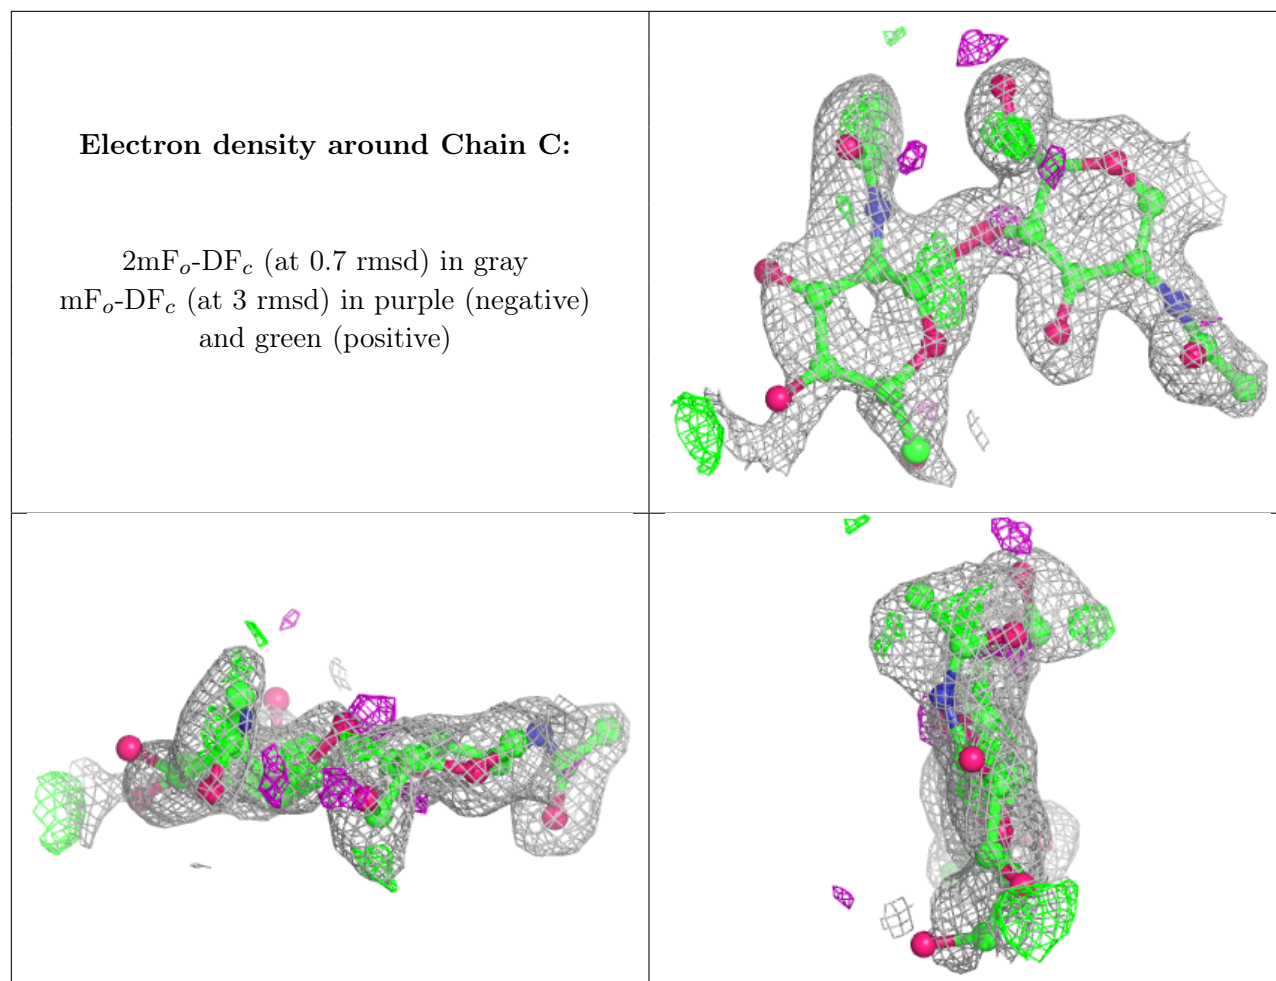 Electron density around Chain C:
2mFₒ-DF𝒸 (at 0.7 rmsd) in gray
mFₒ-DF𝒸 (at 3 rmsd) in purple (negative)
and green (positive)